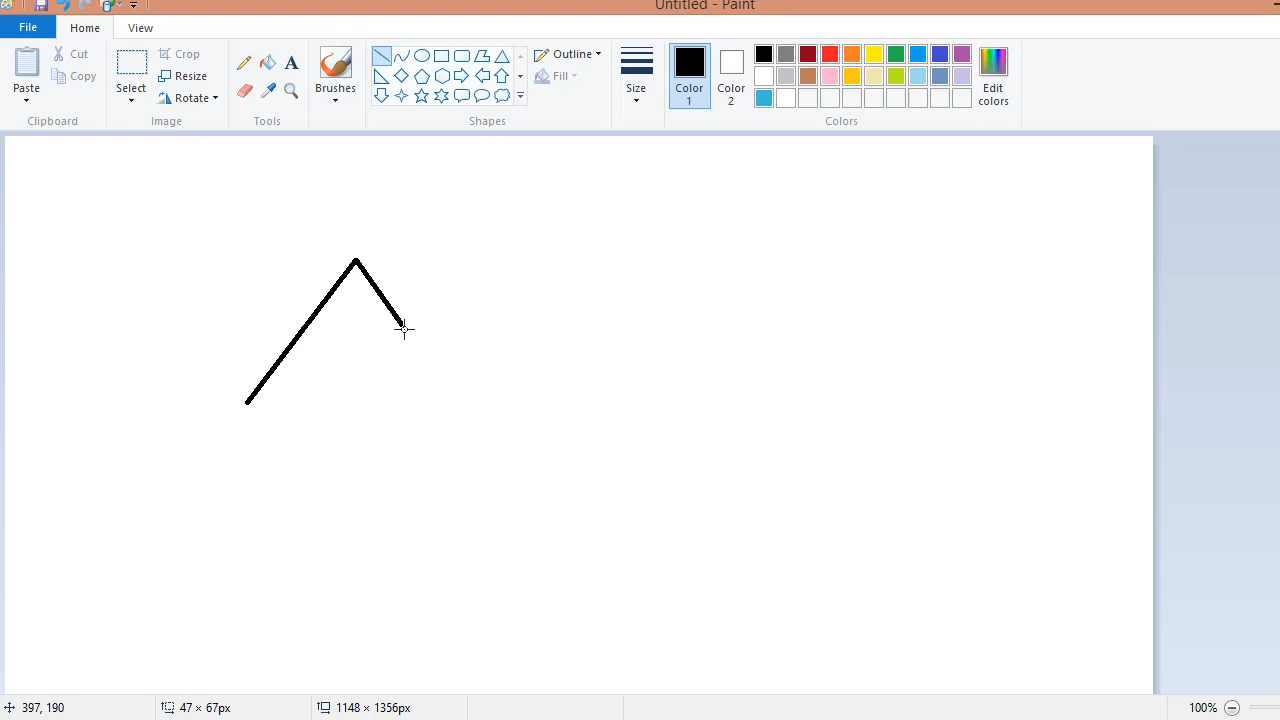 Untitled - Paint
File Home View
Cut
Copy
Paste
Clipboard
Select
Crop
Resize
Rotate
Image
A
Tools
Brushes
Outline
Fill
Shapes
Size
Color
1
Color
2
Edit
colors
Colors
397, 190 47 × 67px 1148 × 1356px 100%